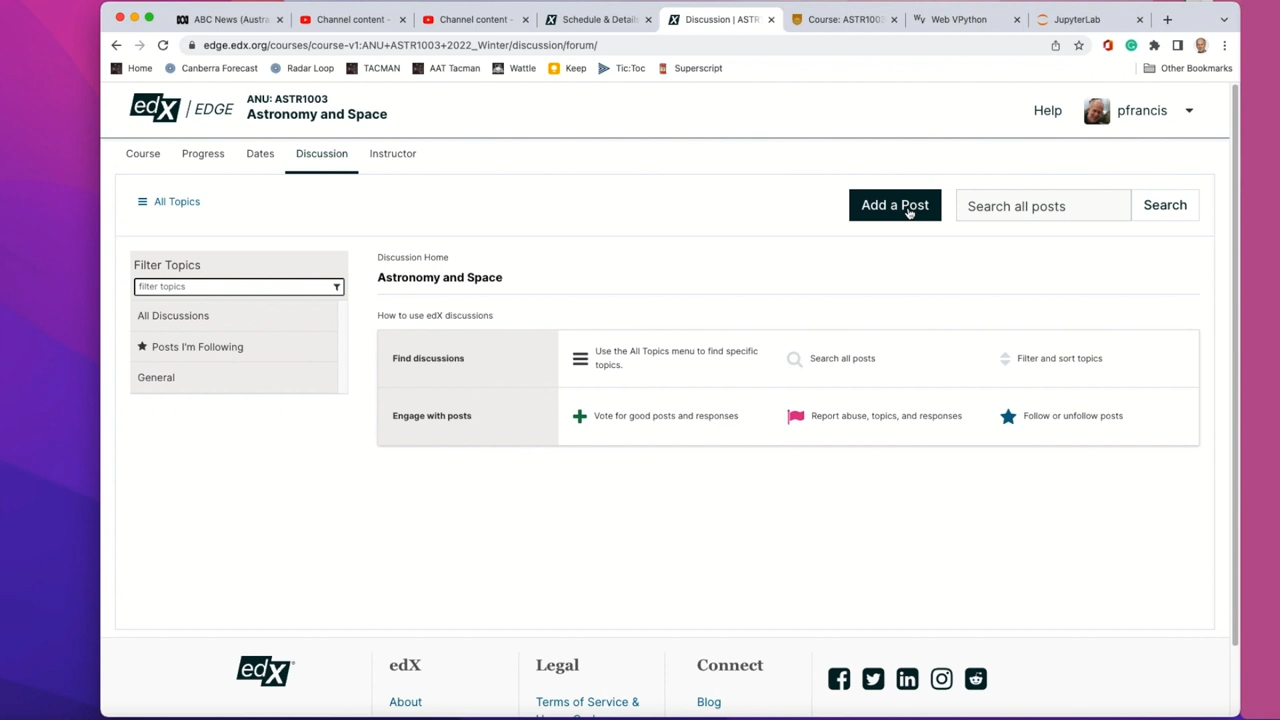 ABC News (Austra
Channel content -
Channel content -
Schedule & Details
Discussion | ASTR
Course: ASTR1003
Web VPython
JupyterLab
edge.edx.org/courses/course-v1:ANU+ASTR1003+2022_Winter/discussion/forum/
Home
Canberra Forecast
Radar Loop
TACMAN
AAT Tacman
Wattle
Keep
Tic:Toc
Superscript
Other Bookmarks
edX / EDGE
ANU: ASTR1003
Astronomy and Space
Help
pfrancis
Course
Progress
Dates
Discussion
Instructor
All Topics
Add a Post
Search all posts
Search
Filter Topics
filter topics
All Discussions
Posts I'm Following
General
Discussion Home
Astronomy and Space
How to use edX discussions
Find discussions
Use the All Topics menu to find specific
topics.
Search all posts
Filter and sort topics
Engage with posts
Vote for good posts and responses
Report abuse, topics, and responses
Follow or unfollow posts
edX
edX
Legal
Connect
About
Terms of Service &
Blog